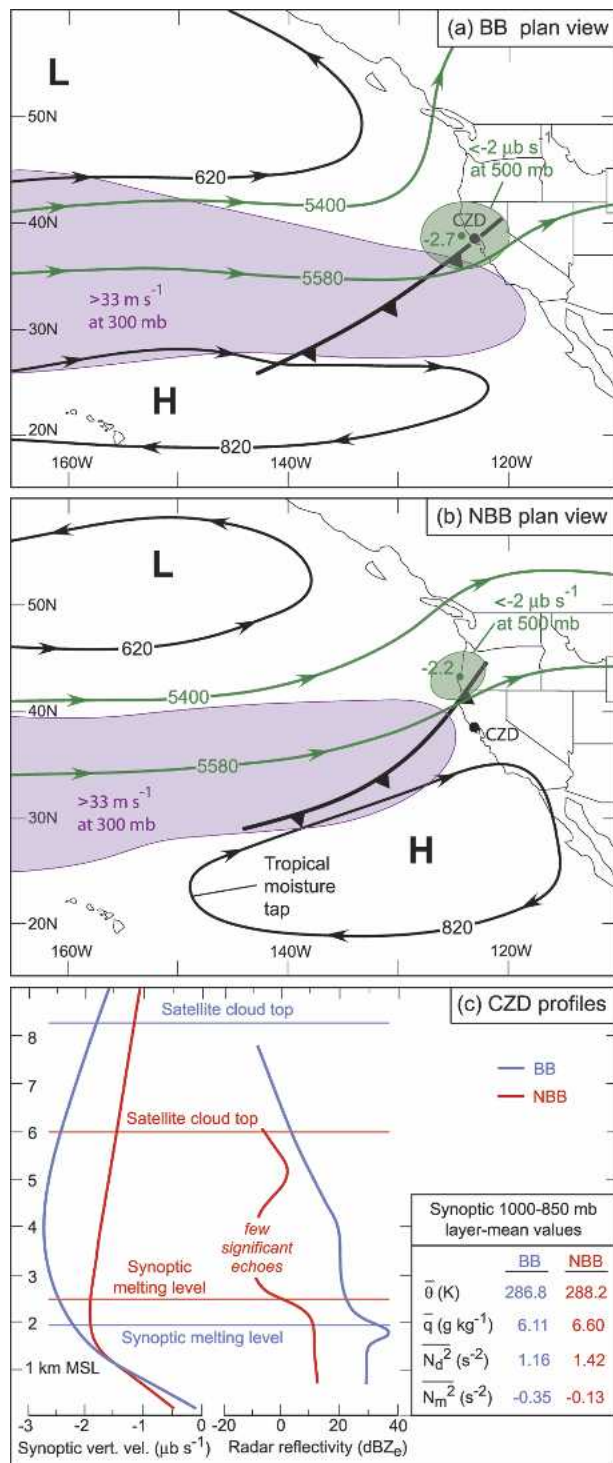 (a) BB plan view
L
50N
<-2 μb s⁻¹
at 500 mb
620
40N
5400
CZD
-2.7
5580
>33 m s⁻¹
at 300 mb
30N
H
20N
820
160W
140W
120W
(b) NBB plan view
L
50N
620
<-2 μb s⁻¹
at 500 mb
-2.2
5400
40N
CZD
5580
>33 m s⁻¹
at 300 mb
30N
H
Tropical
moisture
tap
20N
820
160W
140W
120W
(c) CZD profiles
Satellite cloud top
8
BB
7
NBB
Satellite cloud top
6
5
4
few
significant
echoes
Synoptic 1000-850 mb
layer-mean values
3
Synoptic
melting level
BB NBB
θ̅ (K) 286.8 288.2
2
Synoptic melting level
q̅ (g kg⁻¹) 6.11 6.60
N_d² (s⁻²) 1.16 1.42
1 km MSL
N_m² (s⁻²) -0.35 -0.13
-3 -2 -1 0
-20 0 20 40
Synoptic vert. vel. (μb s⁻¹)
Radar reflectivity (dBZₑ)